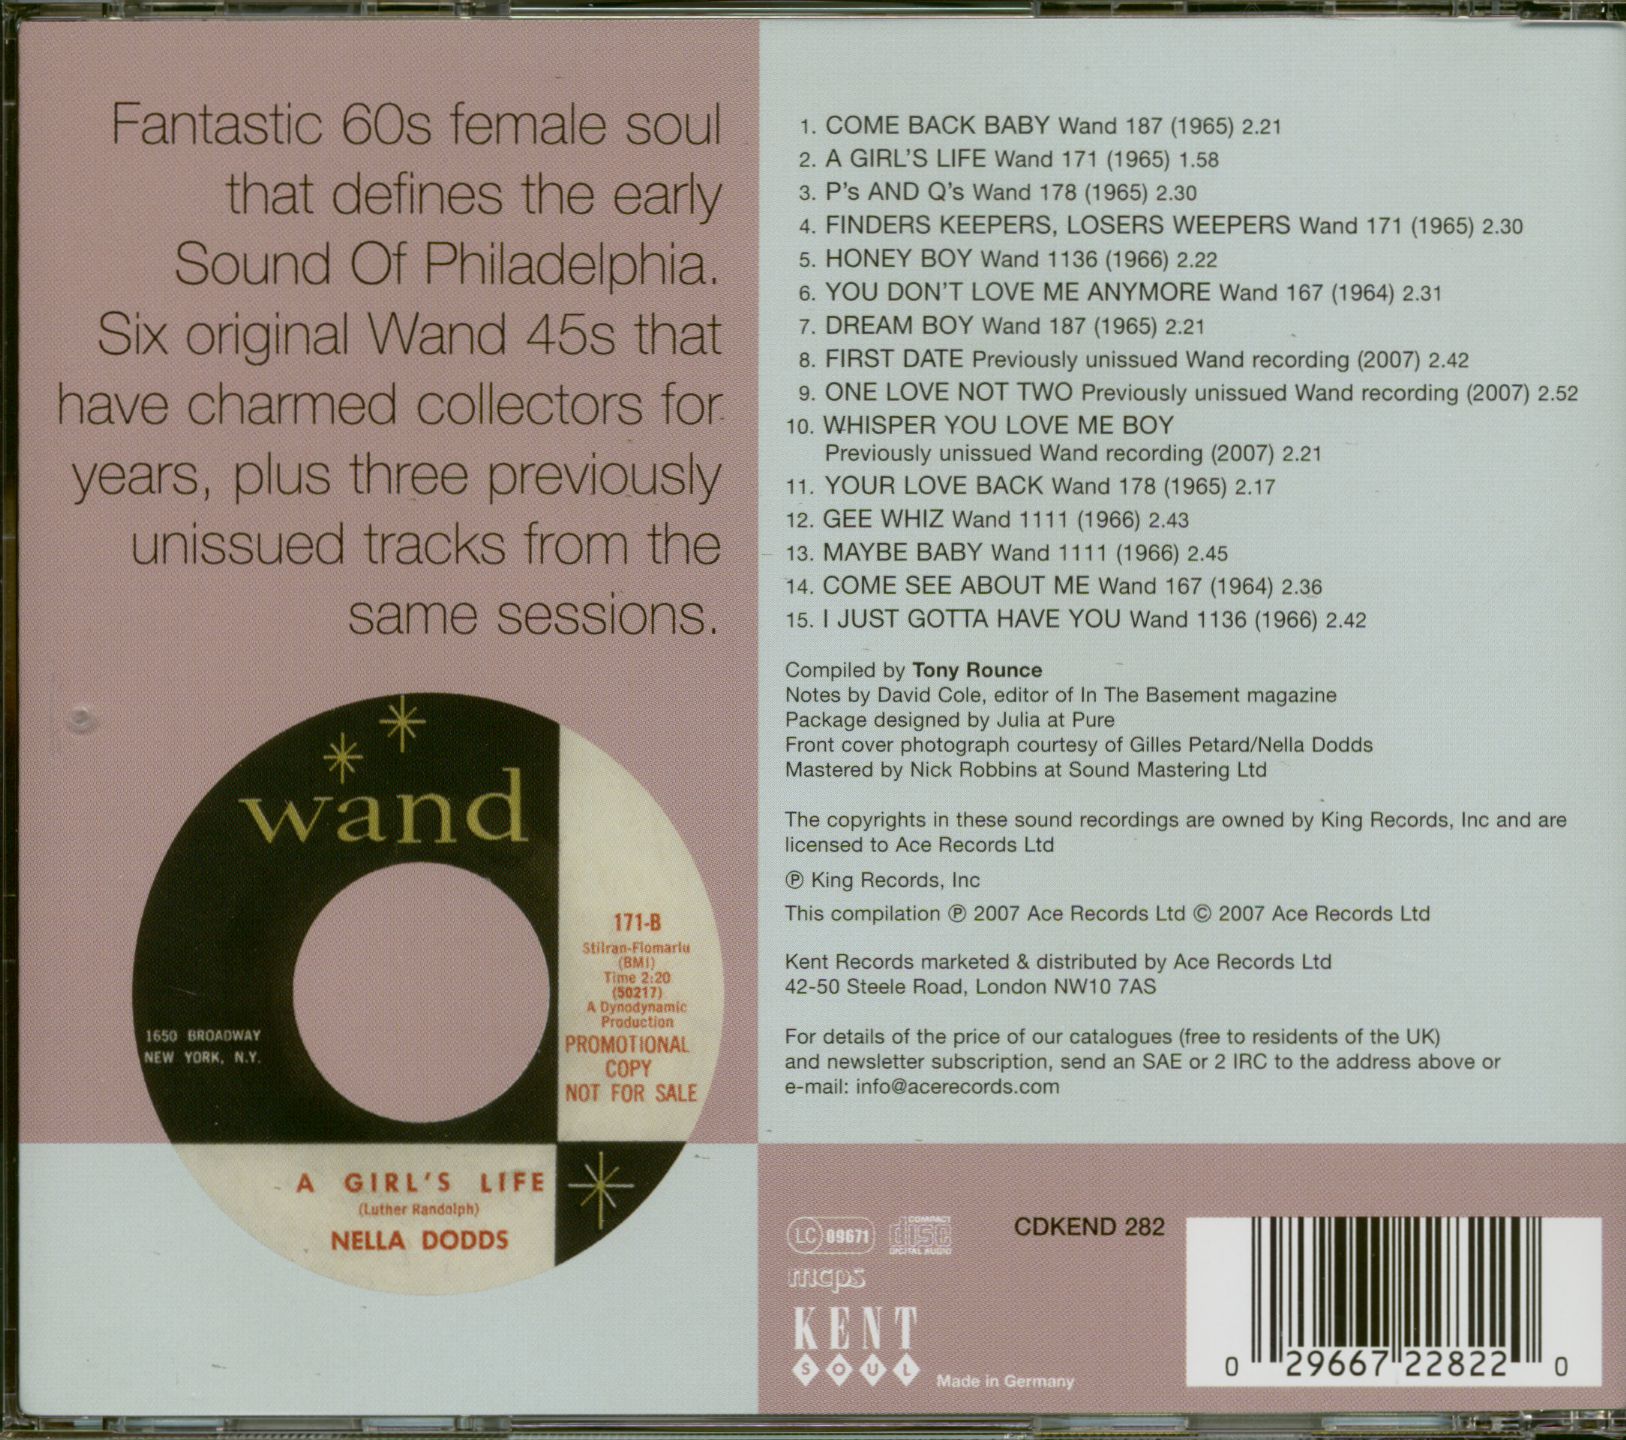 Fantastic 60s female soul
that defines the early
Sound Of Philadelphia.
Six original Wand 45s that
have charmed collectors for
years, plus three previously
unissued tracks from the
same sessions.
wand
171-B
Stilran-Flomarlu
(BMI)
Time 2:20
(50217)
A Dynodynamic
Production
PROMOTIONAL
COPY
NOT FOR SALE
1650 BROADWAY
NEW YORK, N.Y.
A GIRL'S LIFE
(Luther Randolph)
NELLA DODDS
1. COME BACK BABY Wand 187 (1965) 2.21
2. A GIRL'S LIFE Wand 171 (1965) 1.58
3. P's AND Q's Wand 178 (1965) 2.30
4. FINDERS KEEPERS, LOSERS WEEPERS Wand 171 (1965) 2.30
5. HONEY BOY Wand 1136 (1966) 2.22
6. YOU DON'T LOVE ME ANYMORE Wand 167 (1964) 2.31
7. DREAM BOY Wand 187 (1965) 2.21
8. FIRST DATE Previously unissued Wand recording (2007) 2.42
9. ONE LOVE NOT TWO Previously unissued Wand recording (2007) 2.52
10. WHISPER YOU LOVE ME BOY
Previously unissued Wand recording (2007) 2.21
11. YOUR LOVE BACK Wand 178 (1965) 2.17
12. GEE WHIZ Wand 1111 (1966) 2.43
13. MAYBE BABY Wand 1111 (1966) 2.45
14. COME SEE ABOUT ME Wand 167 (1964) 2.36
15. I JUST GOTTA HAVE YOU Wand 1136 (1966) 2.42
Compiled by Tony Rounce
Notes by David Cole, editor of In The Basement magazine
Package designed by Julia at Pure
Front cover photograph courtesy of Gilles Petard/Nella Dodds
Mastered by Nick Robbins at Sound Mastering Ltd
The copyrights in these sound recordings are owned by King Records, Inc and are
licensed to Ace Records Ltd
℗ King Records, Inc
This compilation ℗ 2007 Ace Records Ltd © 2007 Ace Records Ltd
Kent Records marketed & distributed by Ace Records Ltd
42-50 Steele Road, London NW10 7AS
For details of the price of our catalogues (free to residents of the UK)
and newsletter subscription, send an SAE or 2 IRC to the address above or
e-mail: info@acerecords.com
LC 09671
COMPACT
disc
DIGITAL AUDIO
CDKEND 282
mcps
KENT
SOUL
Made in Germany
0 29667 22822 0